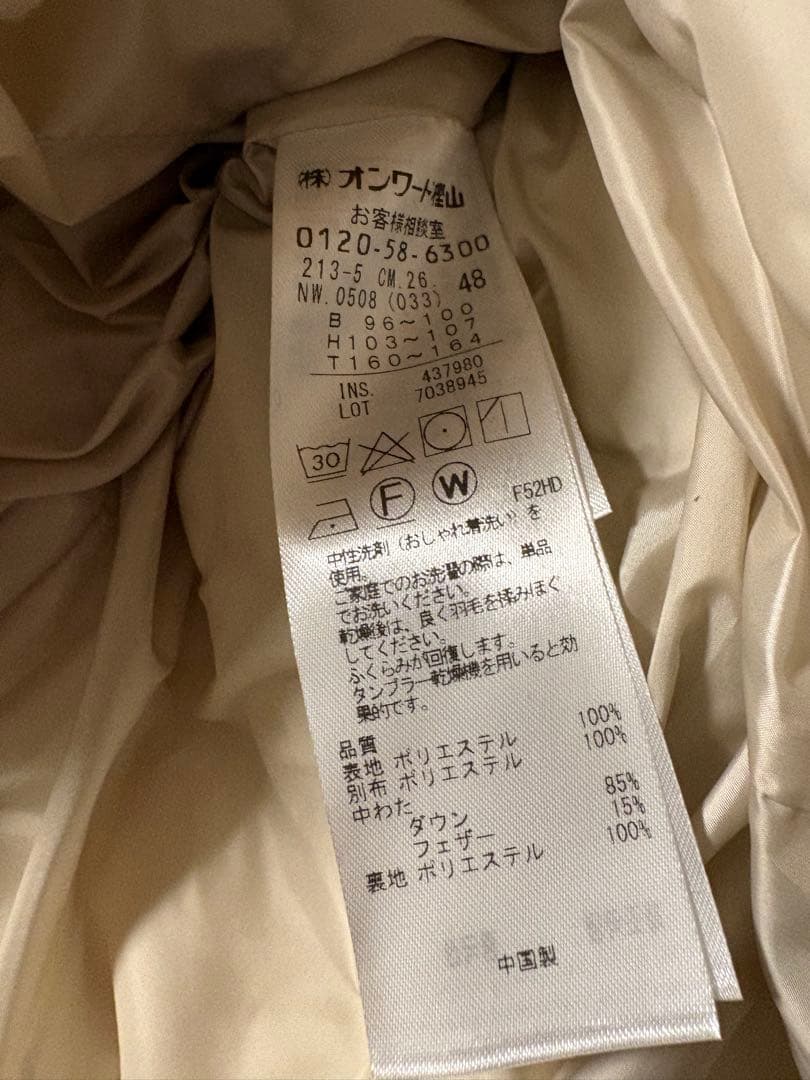 (株)オンワード樫山
お客様相談室
0120-58-6300
213-5 CM.26. 48
NW.0508 (033)
B 96～100
H103～107
T160～164
INS. 437980
LOT 7038945
30
F W
F52HD
中性洗剤（おしゃれ着洗い）を
使用。
ご家庭でのお洗濯の際は、単品
でお洗いください。
乾燥後は、良く羽毛を揉みほぐ
してください。
ふくらみが回復します。
タンブラー乾燥機を用いると効
果的です。
品質
表地 ポリエステル 100%
別布 ポリエステル 100%
中わた
ダウン 85%
フェザー 15%
裏地 ポリエステル 100%
中国製